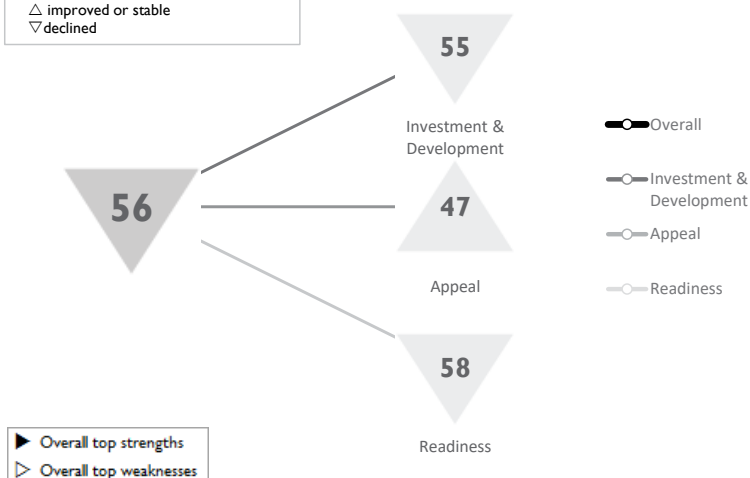 △ improved or stable
▽ declined
55
Investment &
Development
56
47
Appeal
58
Readiness
Overall
Investment &
Development
Appeal
Readiness
▶ Overall top strengths
▷ Overall top weaknesses